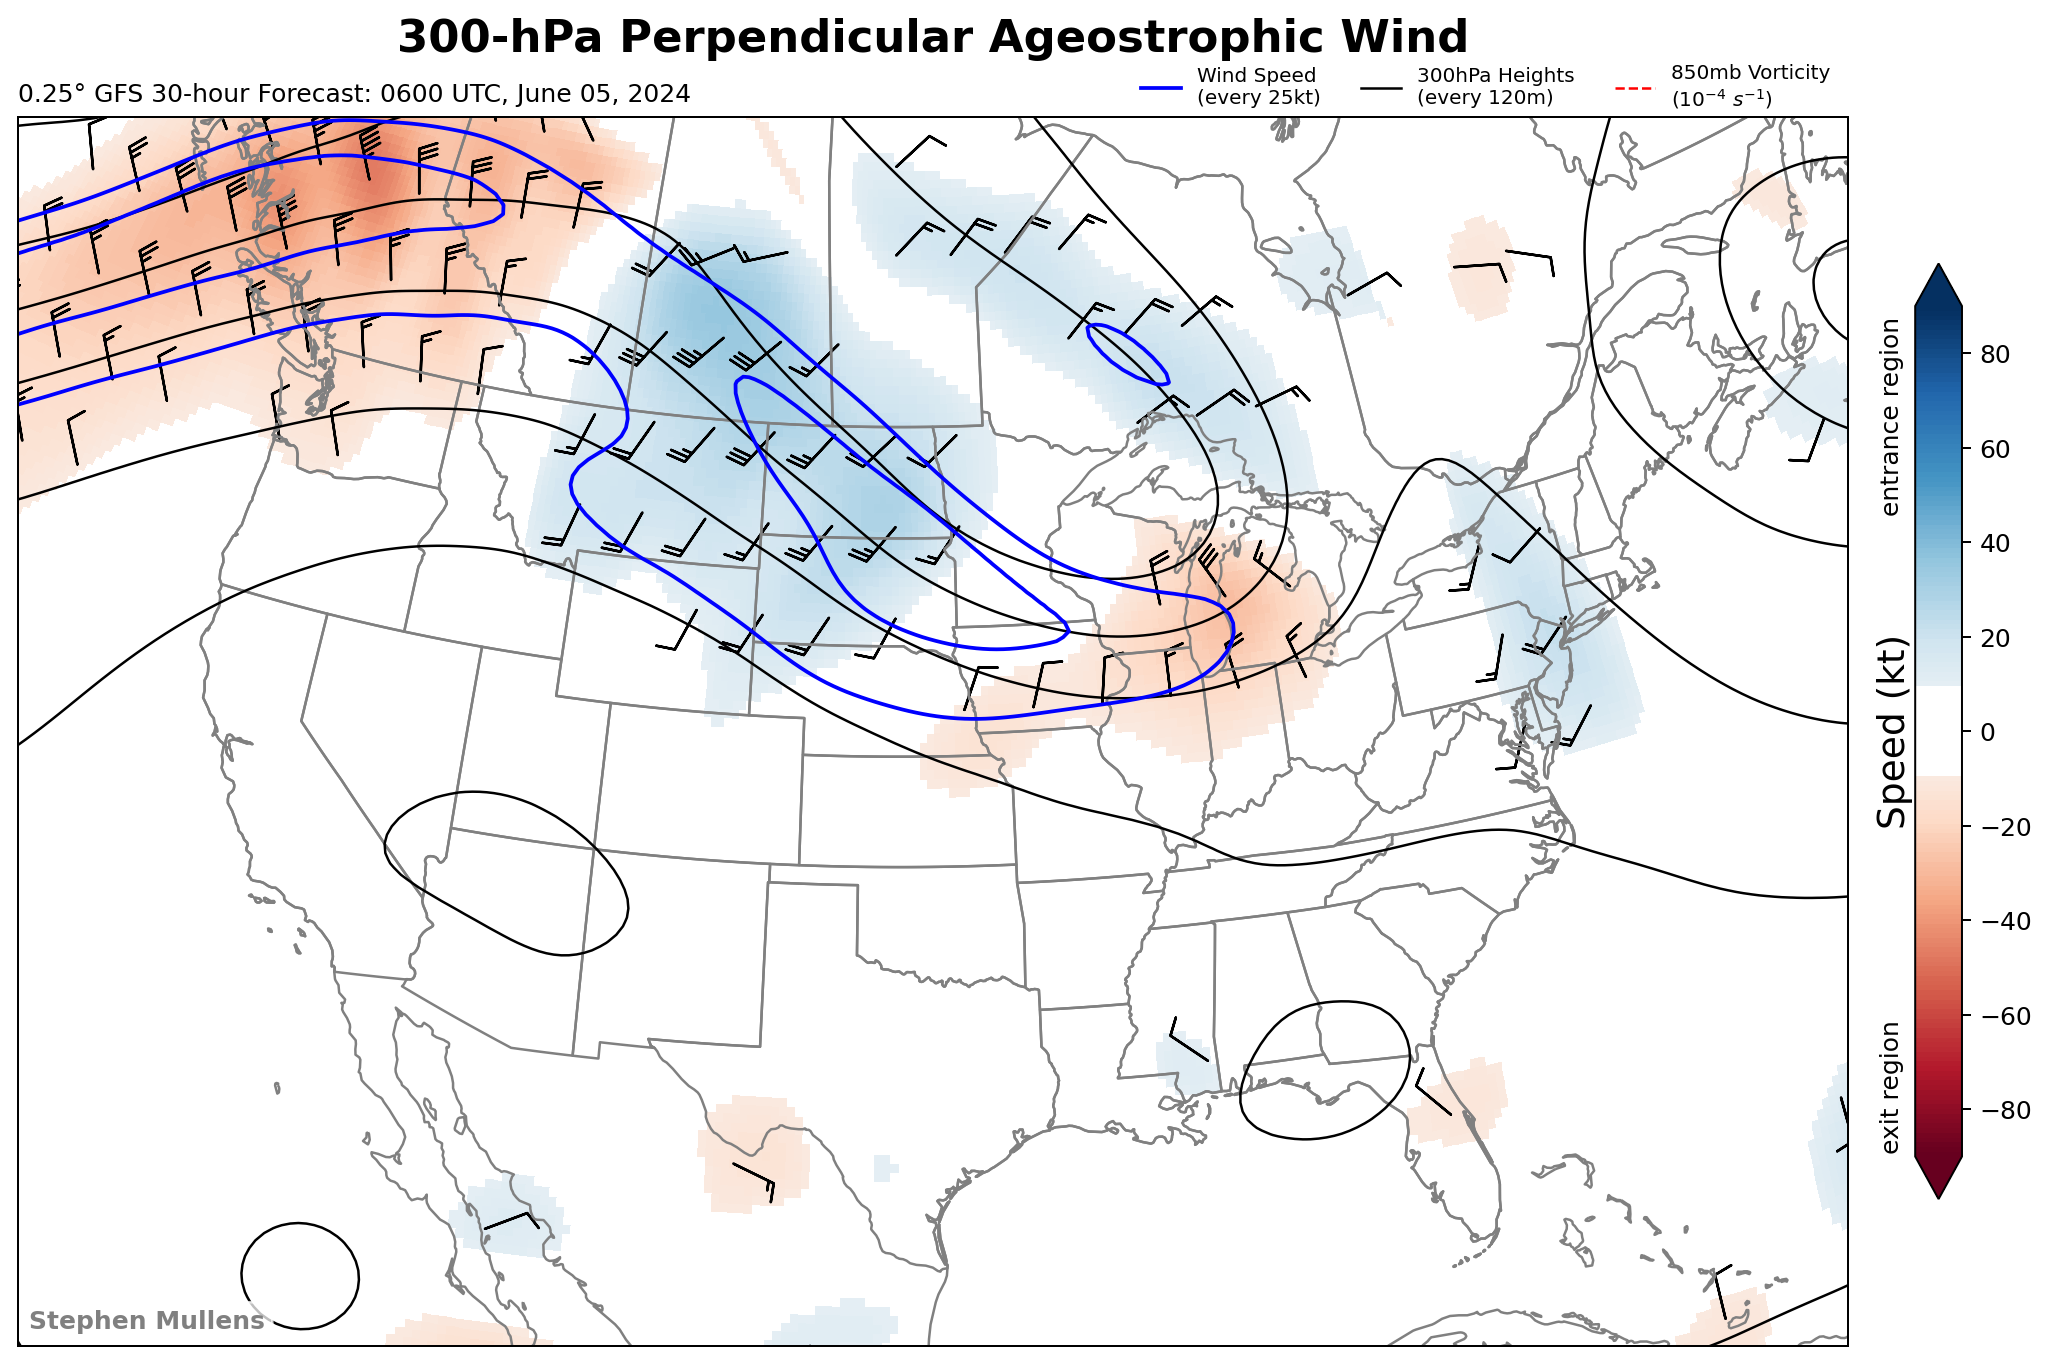 300-hPa Perpendicular Ageostrophic Wind
0.25° GFS 30-hour Forecast: 0600 UTC, June 05, 2024
Wind Speed
(every 25kt)
300hPa Heights
(every 120m)
850mb Vorticity
(10⁻⁴ s⁻¹)
entrance region
Speed (kt)
exit region
80
60
40
20
0
−20
−40
−60
−80
Stephen Mullens